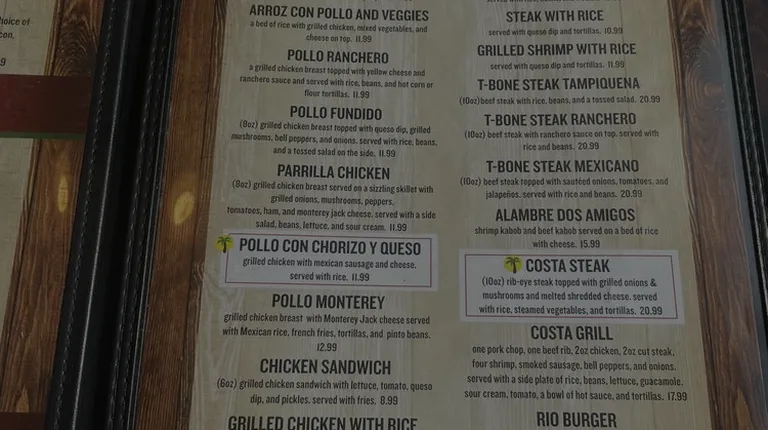 hoice of
con,
ARROZ CON POLLO AND VEGGIES
a bed of rice with grilled chicken, mixed vegetables, and
cheese on top. 11.99
POLLO RANCHERO
a grilled chicken breast topped with yellow cheese and
ranchero sauce and served with rice, beans, and hot corn or
flour tortillas. 11.99
POLLO FUNDIDO
(8oz) grilled chicken breast topped with queso dip, grilled
mushrooms, bell peppers, and onions. served with rice, beans,
and a tossed salad on the side. 11.99
PARRILLA CHICKEN
(8oz) grilled chicken breast served on a sizzling skillet with
grilled onions, mushrooms, peppers,
tomatoes, ham, and monterey jack cheese. served with a side
salad, beans, lettuce, and sour cream. 11.99
POLLO CON CHORIZO Y QUESO
grilled chicken with mexican sausage and cheese.
served with rice. 11.99
POLLO MONTEREY
grilled chicken breast with Monterey Jack cheese served
with Mexican rice, french fries, tortillas, and pinto beans.
12.99
CHICKEN SANDWICH
(6oz) grilled chicken sandwich with lettuce, tomato, queso
dip, and pickles. served with fries. 8.99
GRILLED CHICKEN WITH RICE
STEAK WITH RICE
served with queso dip and tortillas. 10.99
GRILLED SHRIMP WITH RICE
served with queso dip and tortillas. 11.99
T-BONE STEAK TAMPIQUENA
(10oz)beef steak with rice, beans, and a tossed salad. 20.99
T-BONE STEAK RANCHERO
(10oz) beef steak with ranchero sauce on top. served with
rice and beans. 20.99
T-BONE STEAK MEXICANO
(10oz) beef steak topped with sautéed onions, tomatoes, and
jalapeños. served with rice and beans. 20.99
ALAMBRE DOS AMIGOS
shrimp kabob and beef kabob served on a bed of rice
with cheese. 15.99
COSTA STEAK
(10oz) rib-eye steak topped with grilled onions &
mushrooms and melted shredded cheese. served
with rice, steamed vegetables, and tortillas. 20.99
COSTA GRILL
one pork chop, one beef rib, 2oz chicken, 2oz cut steak,
four shrimp, smoked sausage, bell peppers, and onions.
served with a side plate of rice, beans, lettuce, guacamole,
sour cream, tomato, a bowl of hot sauce, and tortillas. 17.99
RIO BURGER